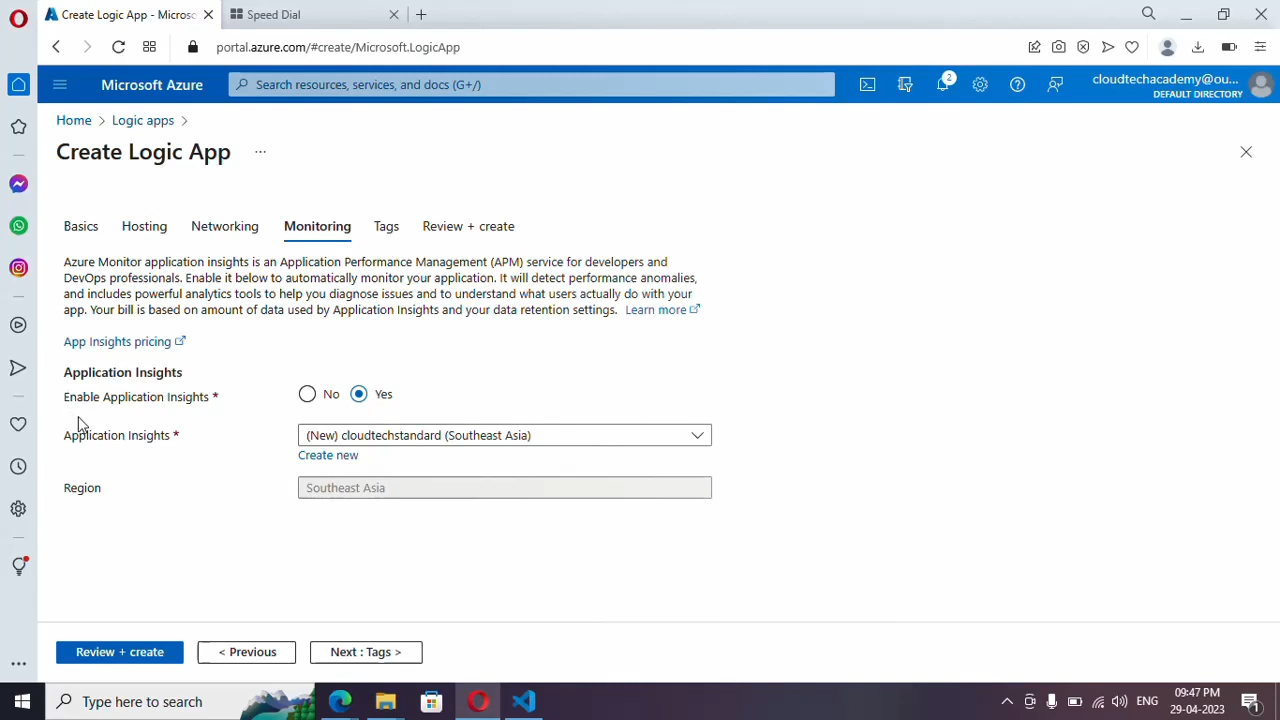 Create Logic App - Microso
Speed Dial
portal.azure.com/#create/Microsoft.LogicApp
Microsoft Azure
Search resources, services, and docs (G+/)
2
cloudtechacademy@ou...
DEFAULT DIRECTORY
Home > Logic apps >
Create Logic App ...
Basics Hosting Networking Monitoring Tags Review + create
Azure Monitor application insights is an Application Performance Management (APM) service for developers and
DevOps professionals. Enable it below to automatically monitor your application. It will detect performance anomalies,
and includes powerful analytics tools to help you diagnose issues and to understand what users actually do with your
app. Your bill is based on amount of data used by Application Insights and your data retention settings. Learn more
App Insights pricing
Application Insights
Enable Application Insights * No Yes
Application Insights * (New) cloudtechstandard (Southeast Asia)
Create new
Region Southeast Asia
Review + create < Previous Next : Tags >
Type here to search
ENG
09:47 PM
29-04-2023
1